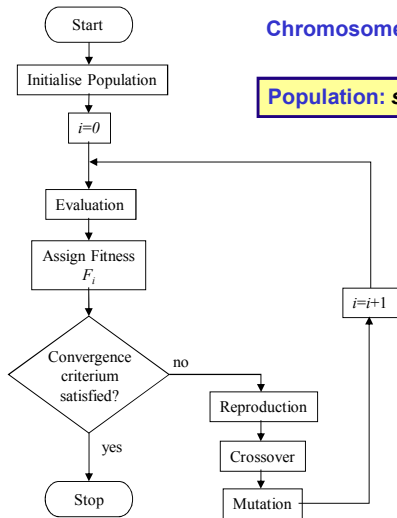 Start
Chromosome
Initialise Population
Population: s
i=0
Evaluation
Assign Fitness
F_i
i=i+1
Convergence
criterium
satisfied?
no
Reproduction
yes
Crossover
Stop
Mutation